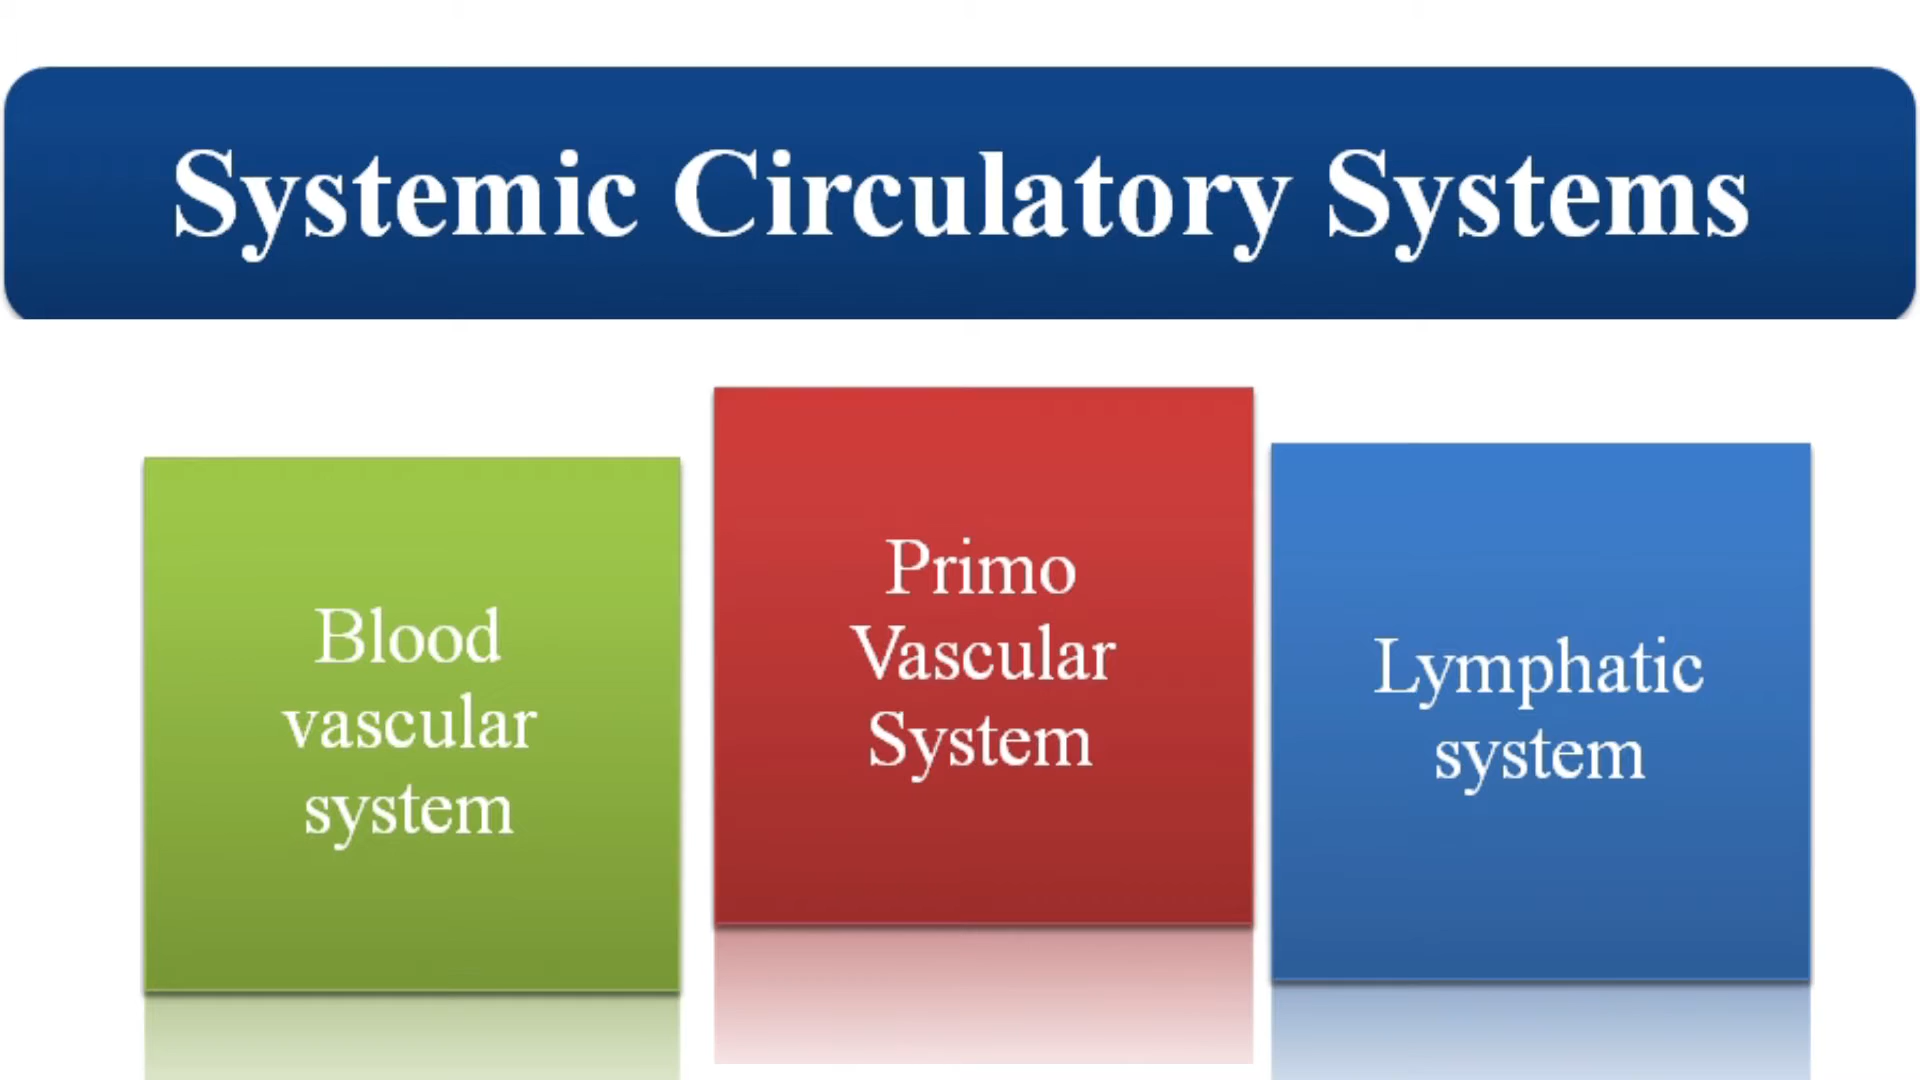 Systemic Circulatory Systems
Blood
vascular
system
Primo
Vascular
System
Lymphatic
system